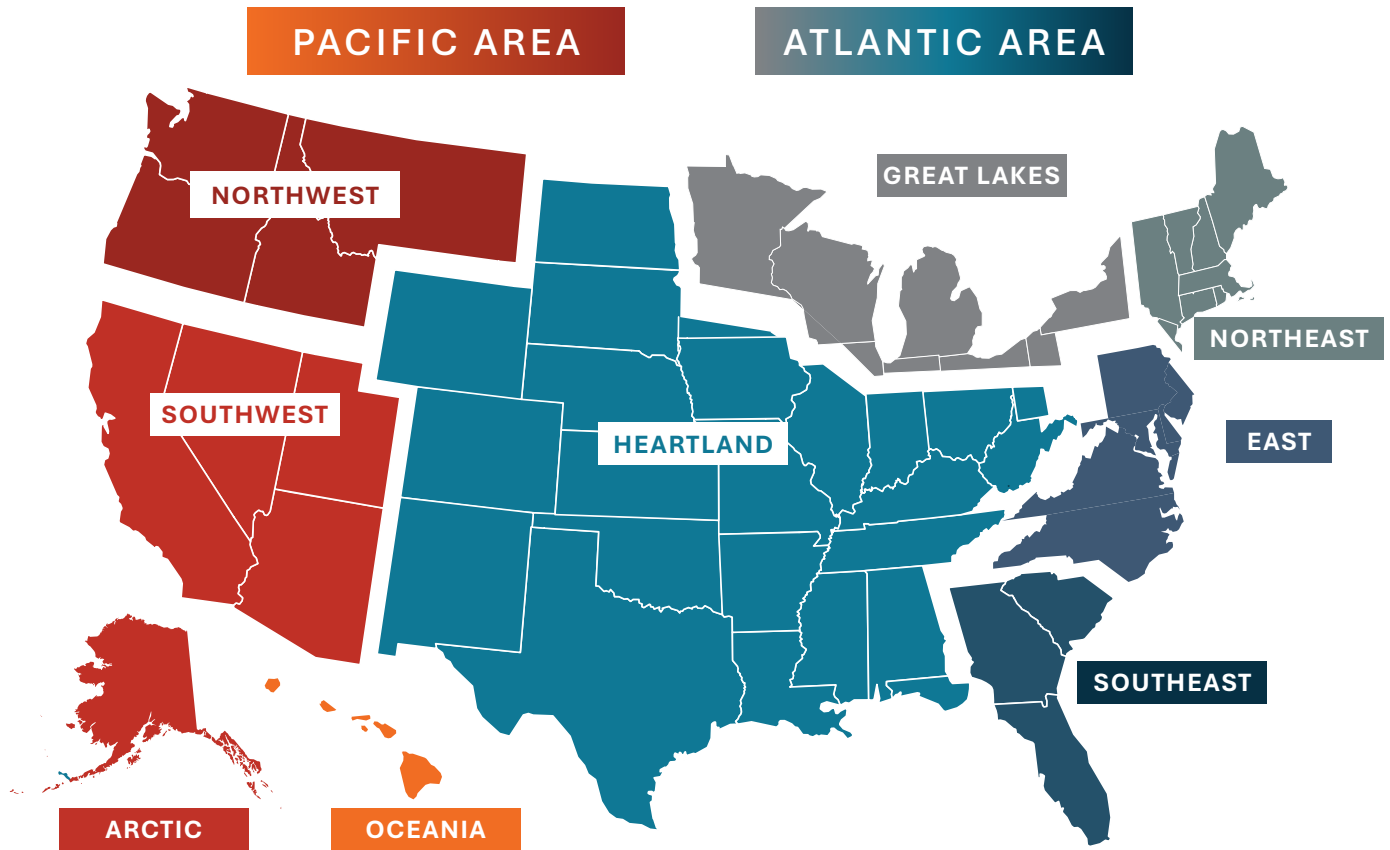 PACIFIC AREA
ATLANTIC AREA
GREAT LAKES
NORTHWEST
NORTHEAST
SOUTHWEST
HEARTLAND
EAST
SOUTHEAST
ARCTIC
OCEANIA